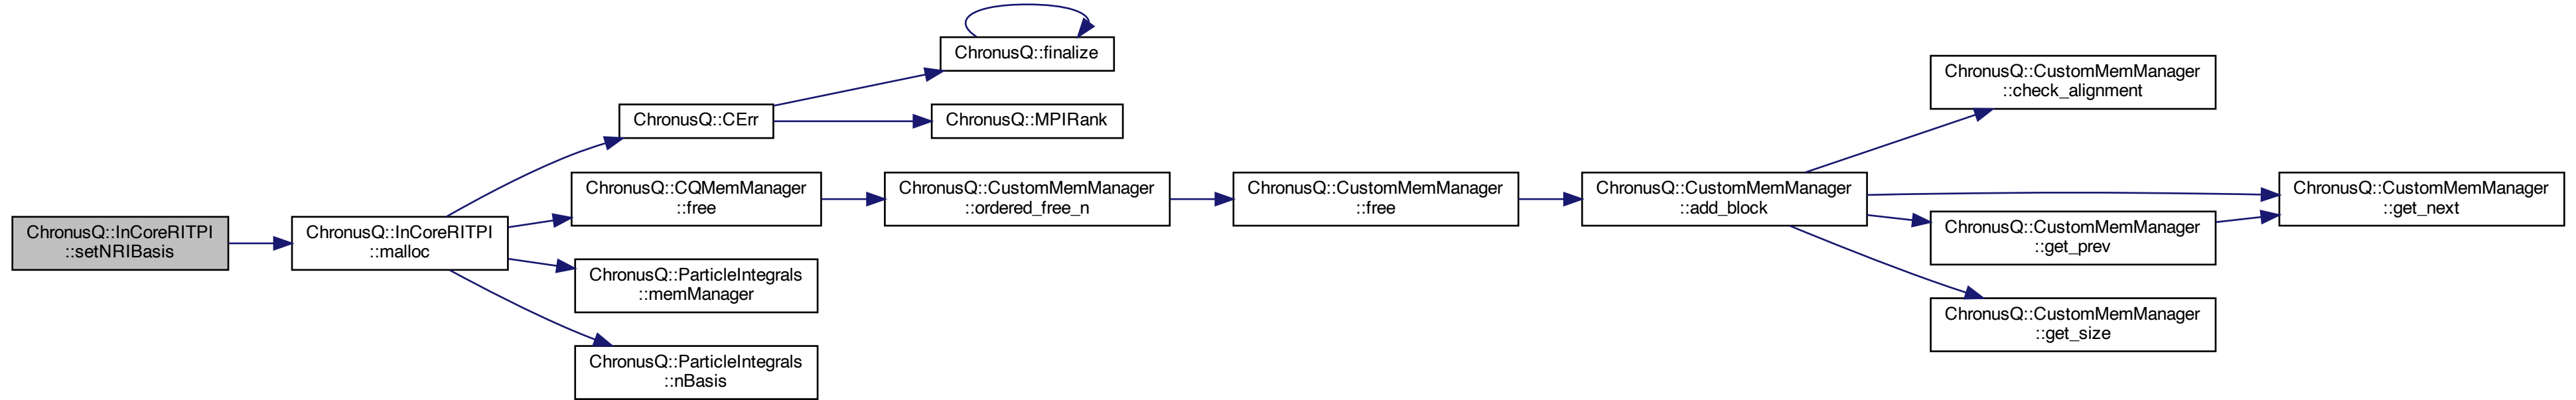 ChronusQ::InCoreRITPI
::setNRIBasis
ChronusQ::InCoreRITPI
::malloc
ChronusQ::CErr
ChronusQ::finalize
ChronusQ::MPIRank
ChronusQ::CQMemManager
::free
ChronusQ::CustomMemManager
::ordered_free_n
ChronusQ::CustomMemManager
::free
ChronusQ::CustomMemManager
::add_block
ChronusQ::CustomMemManager
::check_alignment
ChronusQ::CustomMemManager
::get_next
ChronusQ::CustomMemManager
::get_prev
ChronusQ::CustomMemManager
::get_size
ChronusQ::ParticleIntegrals
::memManager
ChronusQ::ParticleIntegrals
::nBasis